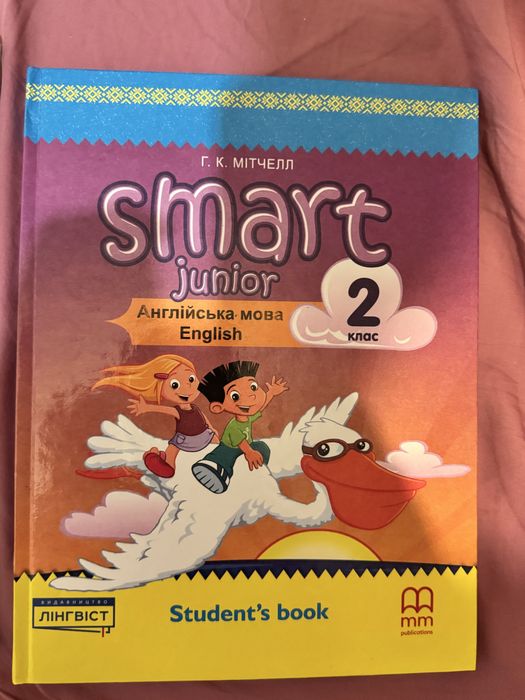 Г. К. МІТЧЕЛЛ
smart
junior
2
клас
Англійська мова
English
Student's book
ВИДАВНИЦТВО
ЛІНГВІСТ
mm
publications